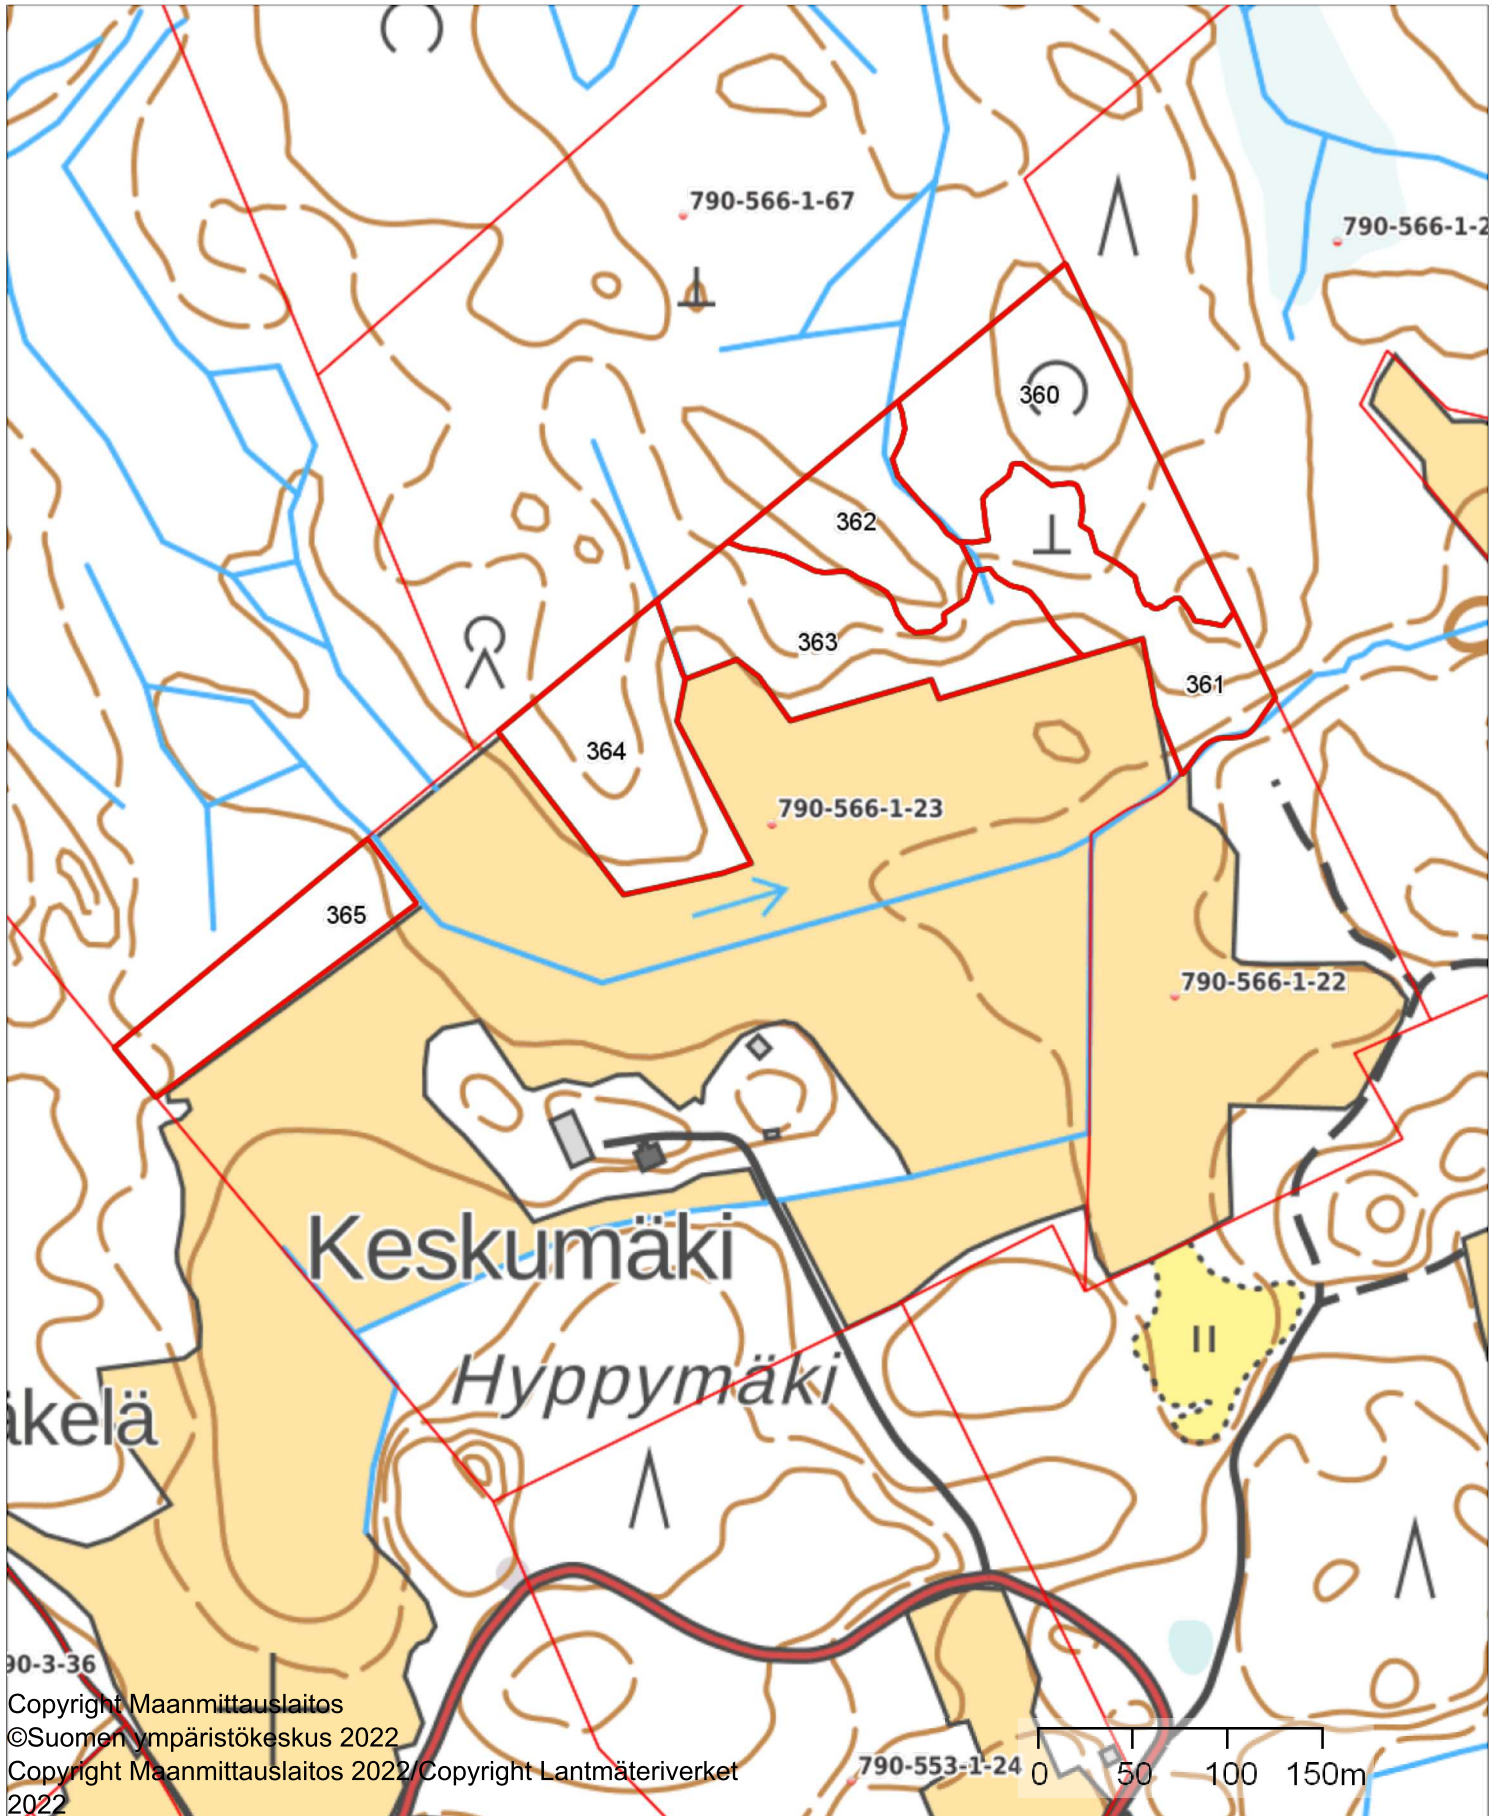 790-566-1-67
790-566-1-2
360
362
363
361
364
790-566-1-23
365
790-566-1-22
Keskumäki
Hyppymäki
äkelä
90-3-36
Copyright Maanmittauslaitos
©Suomen ympäristökeskus 2022
Copyright Maanmittauslaitos 2022/Copyright Lantmäteriverket
2022
790-553-1-24
0 50 100 150m